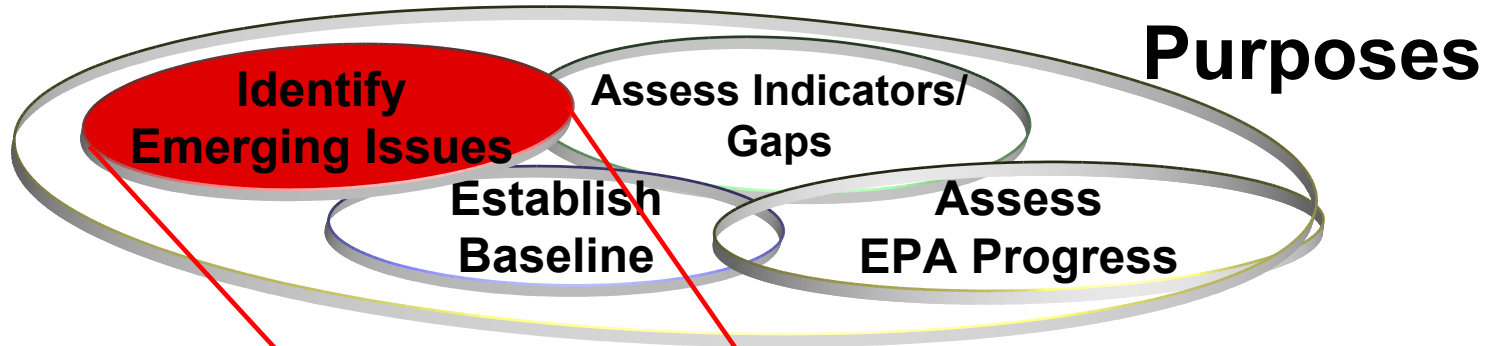 Purposes
Identify
Emerging Issues
Assess Indicators/
Gaps
Establish
Baseline
Assess
EPA Progress